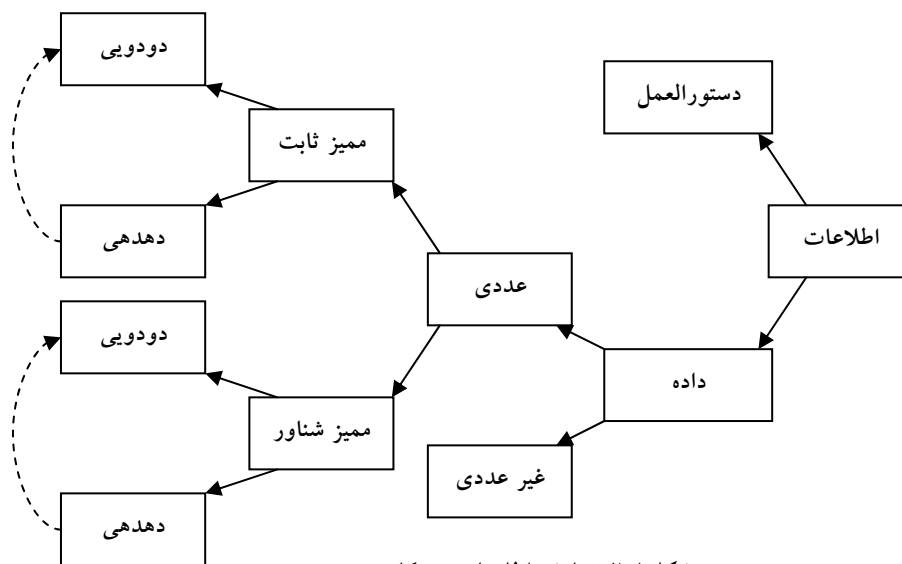 اطلاعات
دستورالعمل
داده
عددی
غیر عددی
ممیز ثابت
ممیز شناور
دودویی
دهدهی
دودویی
دهدهی